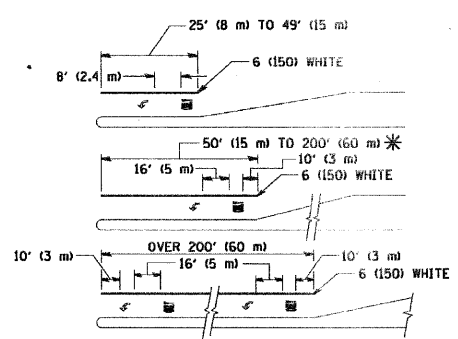 25' (8 m) TO 49' (15 m)
8' (2.4 m)
6 (150) WHITE
50' (15 m) TO 200' (60 m) ✳
16' (5 m)
10' (3 m)
6 (150) WHITE
OVER 200' (60 m)
10' (3 m)
16' (5 m)
10' (3 m)
6 (150) WHITE